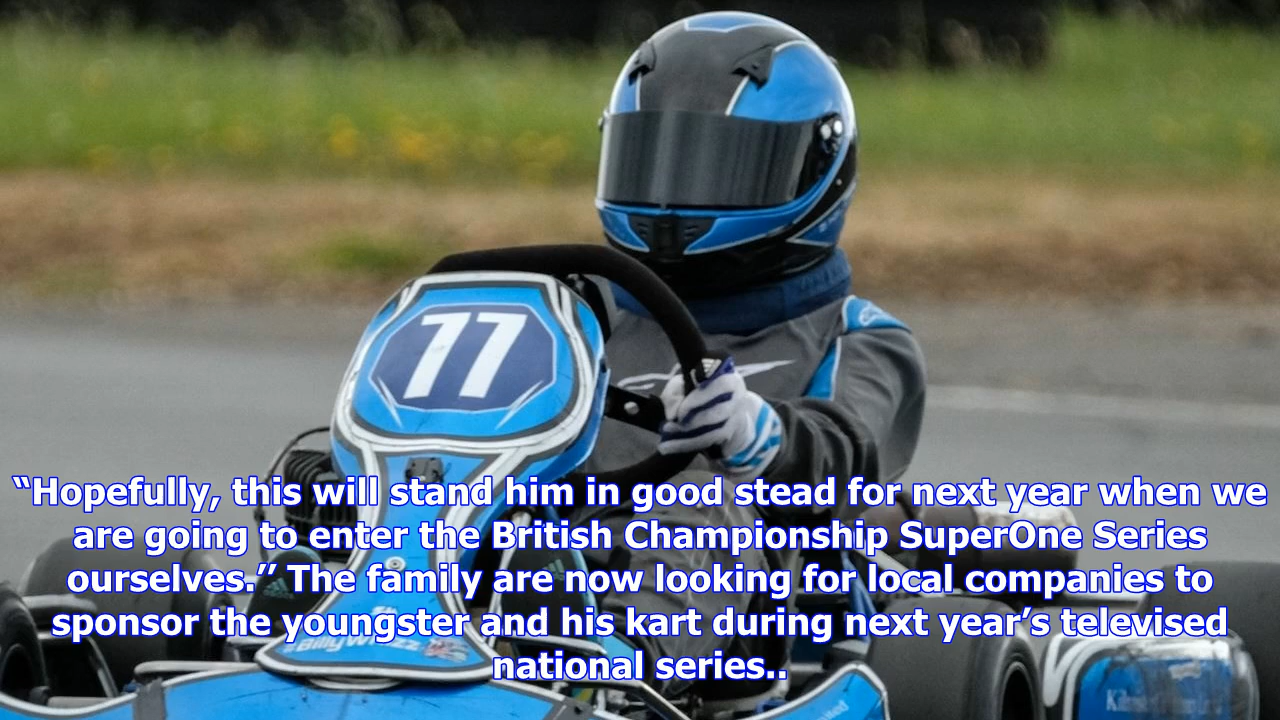 77
“Hopefully, this will stand him in good stead for next year when we
are going to enter the British Championship SuperOne Series
ourselves.” The family are now looking for local companies to
sponsor the youngster and his kart during next year’s televised
national series..